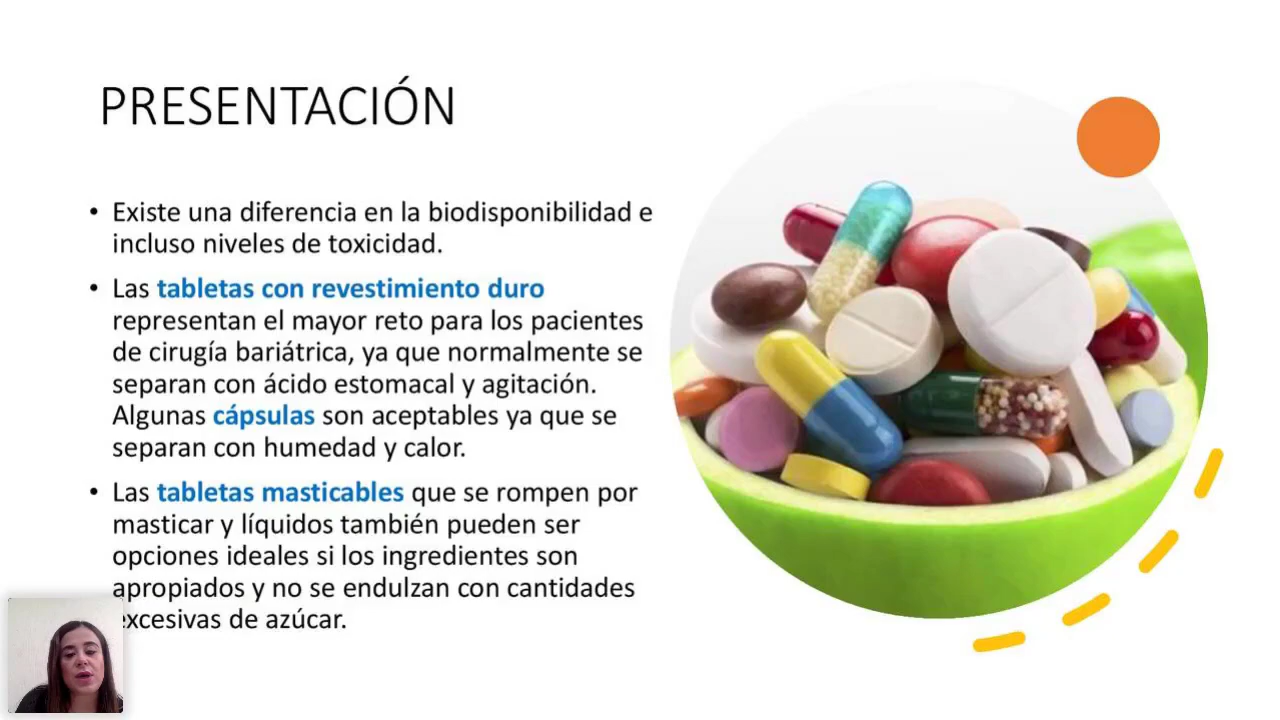 PRESENTACIÓN
• Existe una diferencia en la biodisponibilidad e
incluso niveles de toxicidad.
• Las tabletas con revestimiento duro
representan el mayor reto para los pacientes
de cirugía bariátrica, ya que normalmente se
separan con ácido estomacal y agitación.
Algunas cápsulas son aceptables ya que se
separan con humedad y calor.
• Las tabletas masticables que se rompen por
masticar y líquidos también pueden ser
opciones ideales si los ingredientes son
apropiados y no se endulzan con cantidades
excesivas de azúcar.